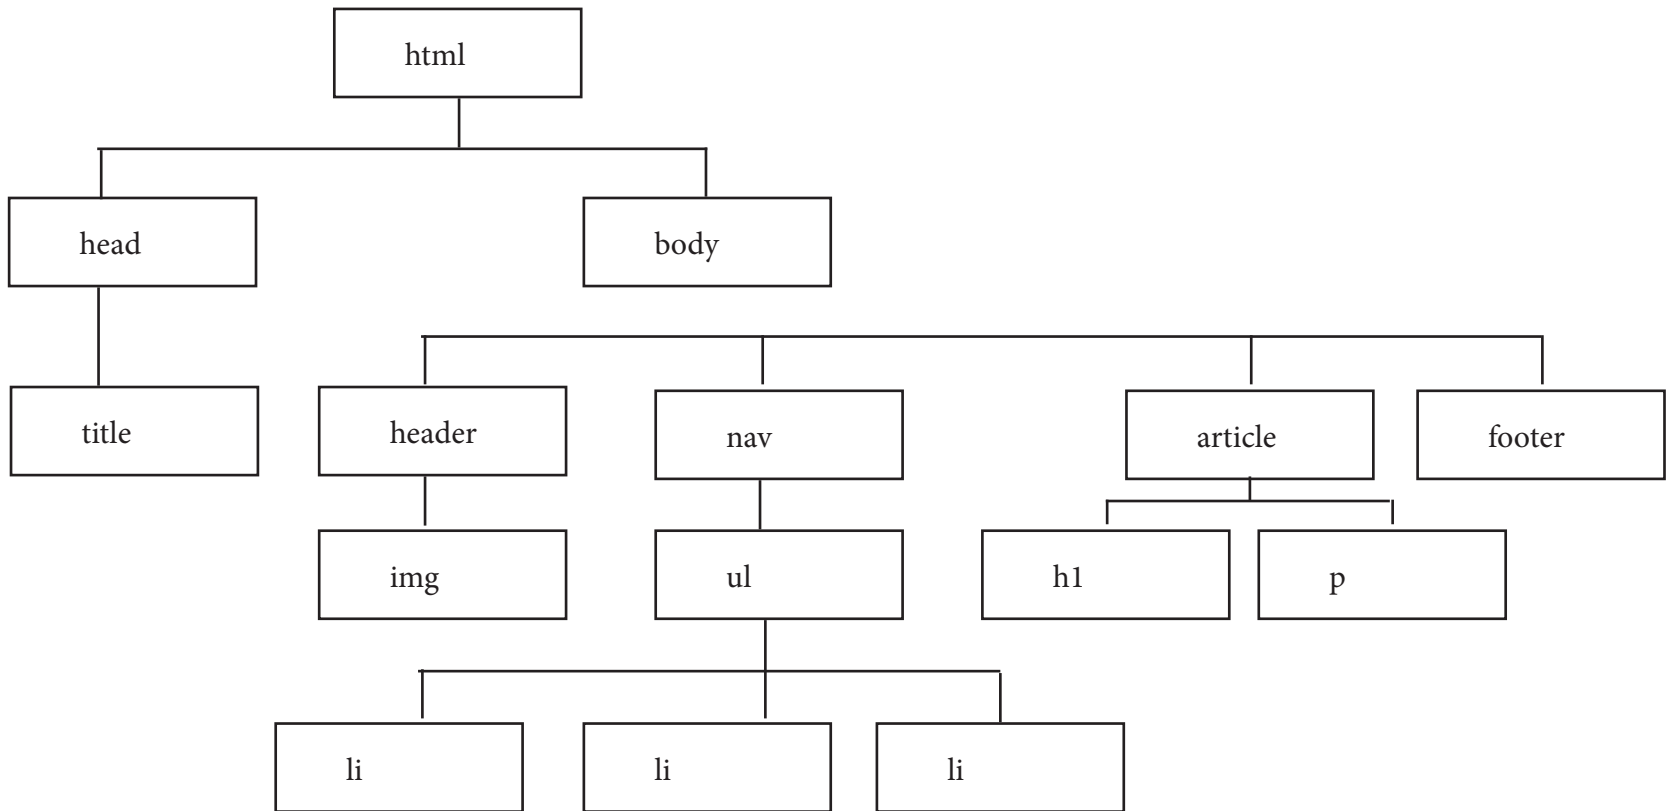 html
head
body
title
header
nav
article
footer
img
ul
h1
p
li
li
li